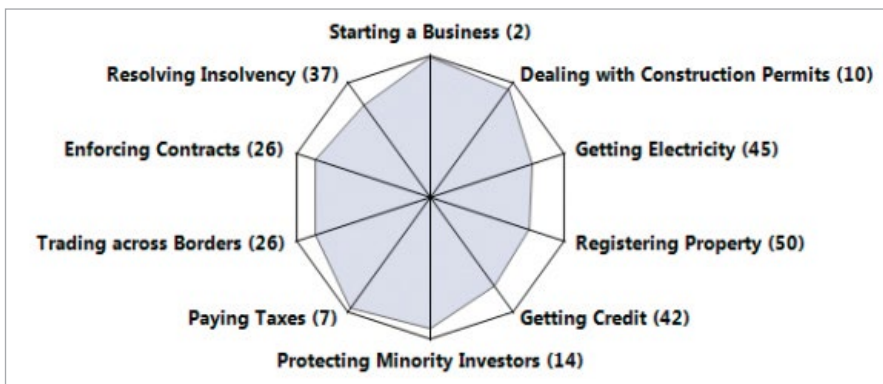 Starting a Business (2)
Resolving Insolvency (37)
Dealing with Construction Permits (10)
Enforcing Contracts (26)
Getting Electricity (45)
Trading across Borders (26)
Registering Property (50)
Paying Taxes (7)
Getting Credit (42)
Protecting Minority Investors (14)